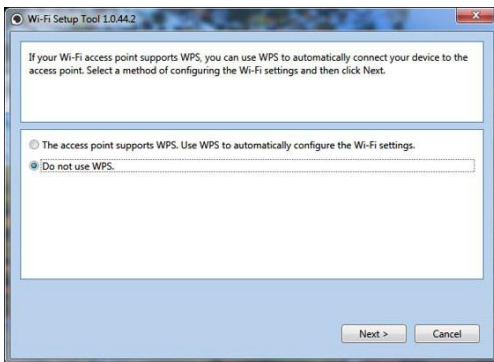 Wi-Fi Setup Tool 1.0.44.2
If your Wi-Fi access point supports WPS, you can use WPS to automatically connect your device to the
access point. Select a method of configuring the Wi-Fi settings and then click Next.
The access point supports WPS. Use WPS to automatically configure the Wi-Fi settings.
Do not use WPS.
Next >
Cancel